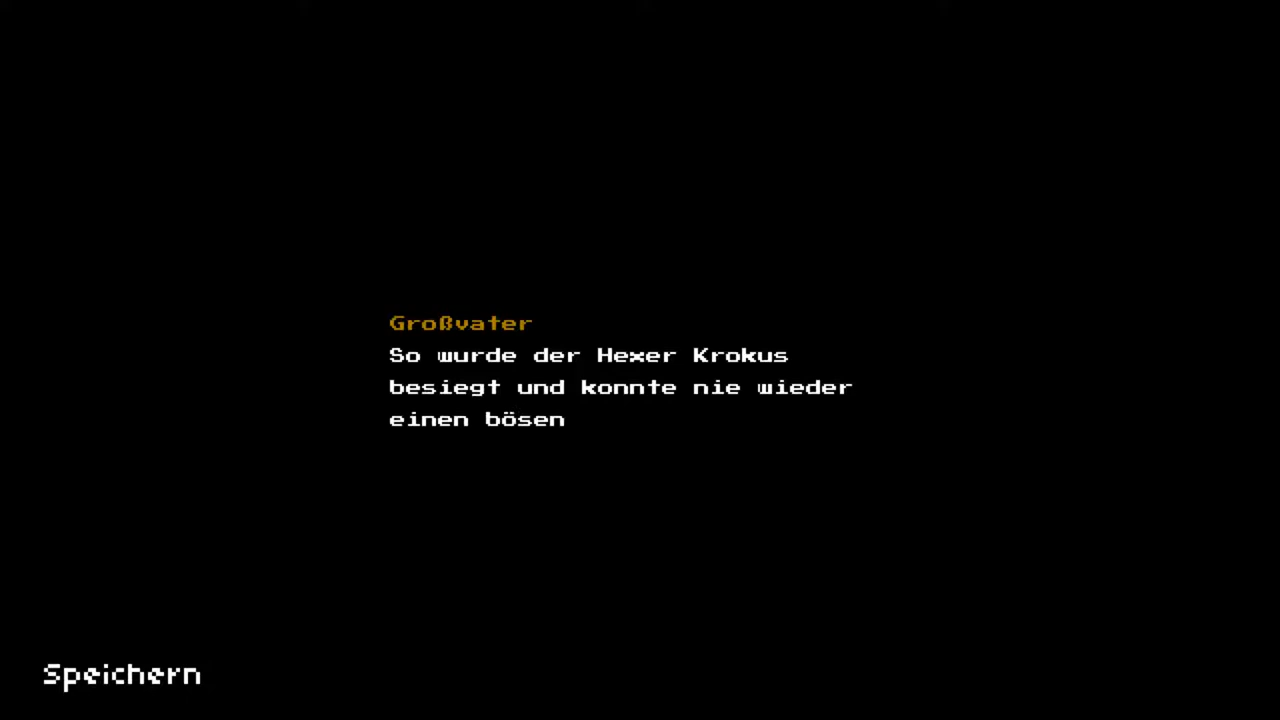 Großvater
So wurde der Hexer Krokus
besiegt und konnte nie wieder
einen bösen
Speichern